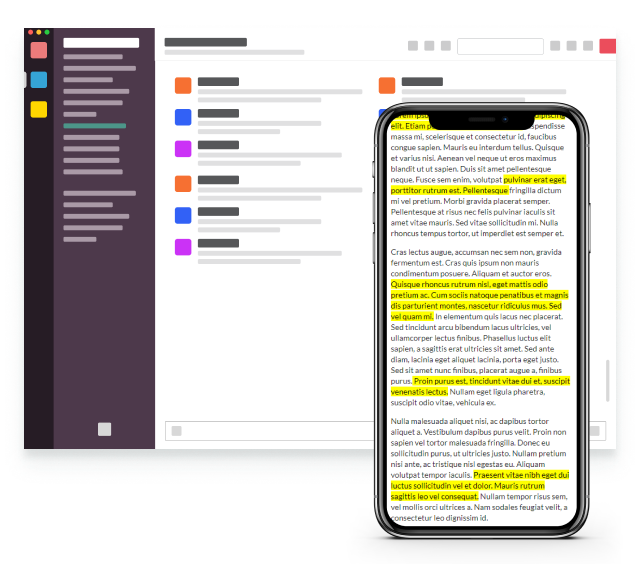 elit. Etiam
spendisse
massa mi, scelerisque et consectetur id, faucibus
congue sapien. Mauris eu interdum tellus. Quisque
et varius nisi. Aenean vel neque ut eros maximus
blandit ut ut sapien. Duis sit amet pellentesque
neque. Fusce sem enim, volutpat pulvinar erat eget,
porttitor rutrum est. Pellentesque fringilla dictum
mi vel pretium. Morbi gravida placerat semper.
Pellentesque at risus nec felis pulvinar iaculis sit
amet vitae mauris. Sed vitae sollicitudin mi. Nulla
rhoncus tempus tortor, ut imperdiet est semper et.
Cras lectus augue, accumsan nec sem non, gravida
fermentum est. Cras quis ipsum non mauris
condimentum posuere. Aliquam et auctor eros.
Quisque rhoncus rutrum nisl, eget mattis odio
pretium ac. Cum sociis natoque penatibus et magnis
dis parturient montes, nascetur ridiculus mus. Sed
vel quam mi. In elementum quis lacus nec placerat.
Sed tincidunt arcu bibendum lacus ultricies, vel
ullamcorper lectus finibus. Phasellus luctus elit
sapien, a sagittis erat ultricies sit amet. Sed ante
diam, lacinia eget aliquet lacinia, porta eget justo.
Sed sit amet nunc finibus, placerat augue a, finibus
purus. Proin purus est, tincidunt vitae dui et, suscipit
venenatis lectus. Nullam eget ligula pharetra,
suscipit odio vitae, vehicula ex.
Nulla malesuada aliquet nisi, ac dapibus tortor
aliquet a. Vestibulum dapibus purus velit. Proin non
sapien vel tortor malesuada fringilla. Donec eu
sollicitudin purus, ut ultricies justo. Nullam pretium
nisi ante, ac tristique nisl egestas eu. Aliquam
volutpat tempor iaculis. Praesent vitae nibh eget dui
luctus sollicitudin vel et dolor. Mauris rutrum
sagittis leo vel consequat. Nullam tempor risus sem,
vel mollis orci ultrices a. Nam sodales feugiat velit, a
consectetur leo dignissim id.